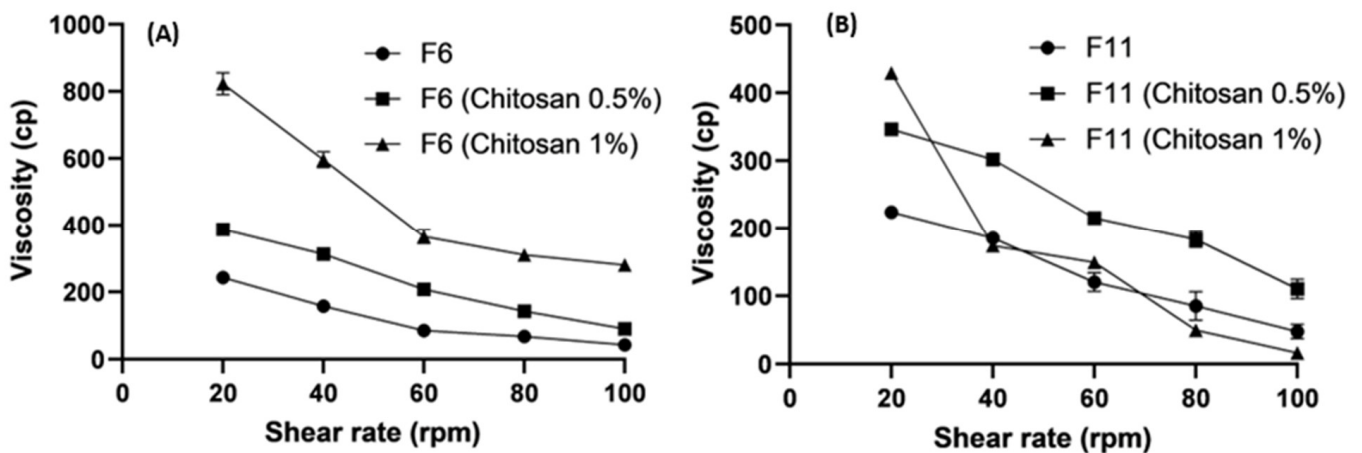 (A)
F6
F6 (Chitosan 0.5%)
F6 (Chitosan 1%)
Viscosity (cp)
1000
800
600
400
200
0
0 20 40 60 80 100
Shear rate (rpm)
(B)
F11
F11 (Chitosan 0.5%)
F11 (Chitosan 1%)
Viscosity (cp)
500
400
300
200
100
0
0 20 40 60 80 100
Shear rate (rpm)